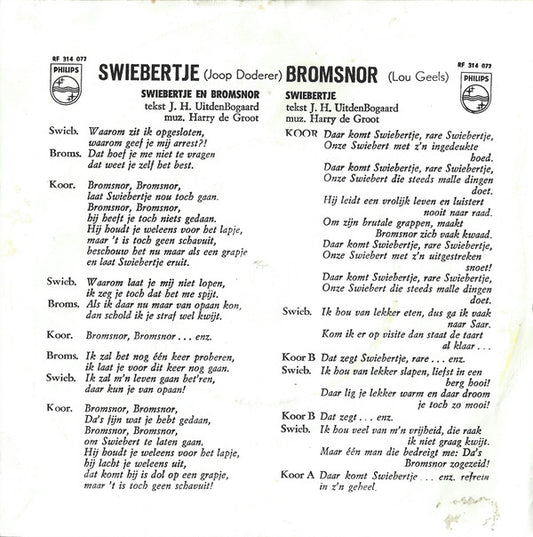 RF 314 077
PHILIPS
SWIEBERTJE (Joop Doderer) BROMSNOR (Lou Geels)
RF 314 077
PHILIPS
SWIEBERTJE EN BROMSNOR
tekst J. H. UitdenBogaard
muz. Harry de Groot
Swieb. Waarom zit ik opgesloten,
waarom geef je mij arrest?!
Broms. Dat hoef je me niet te vragen
dat weet je zelf het best.
Koor. Bromsnor, Bromsnor,
laat Swiebertje nou toch gaan.
Bromsnor, Bromsnor,
hij heeft je toch niets gedaan.
Hij houdt je weleens voor het lapje,
maar 't is toch geen schavuit,
beschouw het nu maar als een grapje
en laat Swiebertje eruit.
Swieb. Waarom laat je mij niet lopen,
ik zeg je toch dat het me spijt.
Broms. Als ik daar nu maar van opaan kon,
dan schold ik je straf wel kwijt.
Koor. Bromsnor, Bromsnor . . . enz.
Broms. Ik zal het nog één keer proberen,
ik laat je voor dit keer nog gaan.
Swieb. Ik zal m'n leven gaan bet'ren,
daar kun je van opaan!
Koor. Bromsnor, Bromsnor,
Da's fijn wat je hebt gedaan,
Bromsnor, Bromsnor,
om Swiebert te laten gaan.
Hij houdt je weleens voor het lapje,
hij lacht je weleens uit,
dat komt hij is dol op een grapje,
maar 't is toch geen schavuit!
SWIEBERTJE
tekst J. H. UitdenBogaard
muz. Harry de Groot
KOOR Daar komt Swiebertje, rare Swiebertje,
Onze Swiebert met z'n ingedeukte
hoed.
Daar komt Swiebertje, rare Swiebertje,
Onze Swiebert die steeds malle dingen
doet.
Hij leidt een vrolijk leven en luistert
nooit naar raad.
Om zijn brutale grappen, maakt
Bromsnor zich vaak kwaad.
Daar komt Swiebertje, rare Swiebertje,
Onze Swiebert met z'n uitgestreken
snoet!
Daar komt Swiebertje, rare Swiebertje,
Onze Swiebert die steeds malle dingen
doet.
Swieb. Ik hou van lekker eten, dus ga ik vaak
naar Saar.
Kom ik er op visite dan staat de taart
al klaar . . .
Koor B Dat zegt Swiebertje, rare . . . enz.
Swieb. Ik hou van lekker slapen, liefst in een
berg hooi!
Daar lig je lekker warm en daar droom
je toch zo mooi!
Koor B Dat zegt . . . enz.
Swieb. Ik hou veel van m'n vrijheid, die raak
ik niet graag kwijt.
Maar één man die bedreigt me: Da's
Bromsnor zogezeid!
Koor A Daar komt Swiebertje . . . enz. refrein
in z'n geheel.